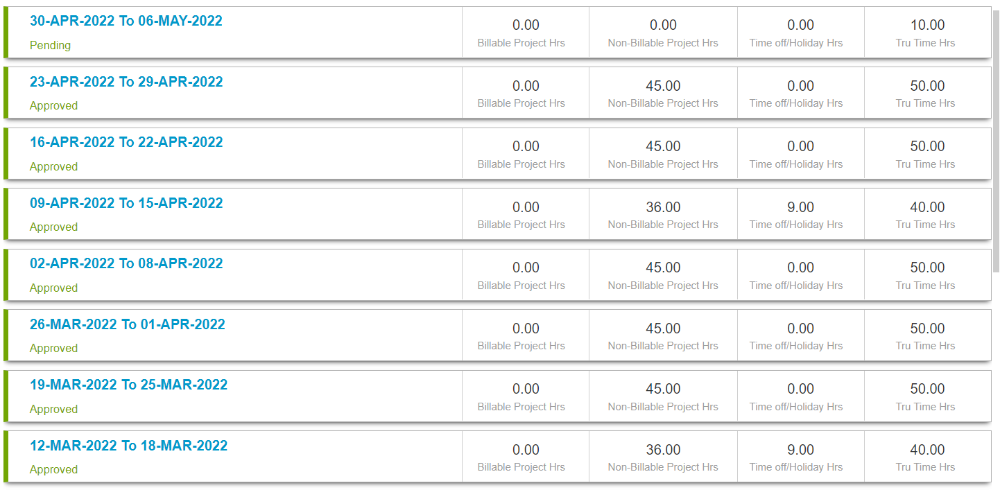 30-APR-2022 To 06-MAY-2022
Pending
0.00 0.00 0.00 10.00
Billable Project Hrs Non-Billable Project Hrs Time off/Holiday Hrs Tru Time Hrs
23-APR-2022 To 29-APR-2022
Approved
0.00 45.00 0.00 50.00
Billable Project Hrs Non-Billable Project Hrs Time off/Holiday Hrs Tru Time Hrs
16-APR-2022 To 22-APR-2022
Approved
0.00 45.00 0.00 50.00
Billable Project Hrs Non-Billable Project Hrs Time off/Holiday Hrs Tru Time Hrs
09-APR-2022 To 15-APR-2022
Approved
0.00 36.00 9.00 40.00
Billable Project Hrs Non-Billable Project Hrs Time off/Holiday Hrs Tru Time Hrs
02-APR-2022 To 08-APR-2022
Approved
0.00 45.00 0.00 50.00
Billable Project Hrs Non-Billable Project Hrs Time off/Holiday Hrs Tru Time Hrs
26-MAR-2022 To 01-APR-2022
Approved
0.00 45.00 0.00 50.00
Billable Project Hrs Non-Billable Project Hrs Time off/Holiday Hrs Tru Time Hrs
19-MAR-2022 To 25-MAR-2022
Approved
0.00 45.00 0.00 50.00
Billable Project Hrs Non-Billable Project Hrs Time off/Holiday Hrs Tru Time Hrs
12-MAR-2022 To 18-MAR-2022
Approved
0.00 36.00 9.00 40.00
Billable Project Hrs Non-Billable Project Hrs Time off/Holiday Hrs Tru Time Hrs